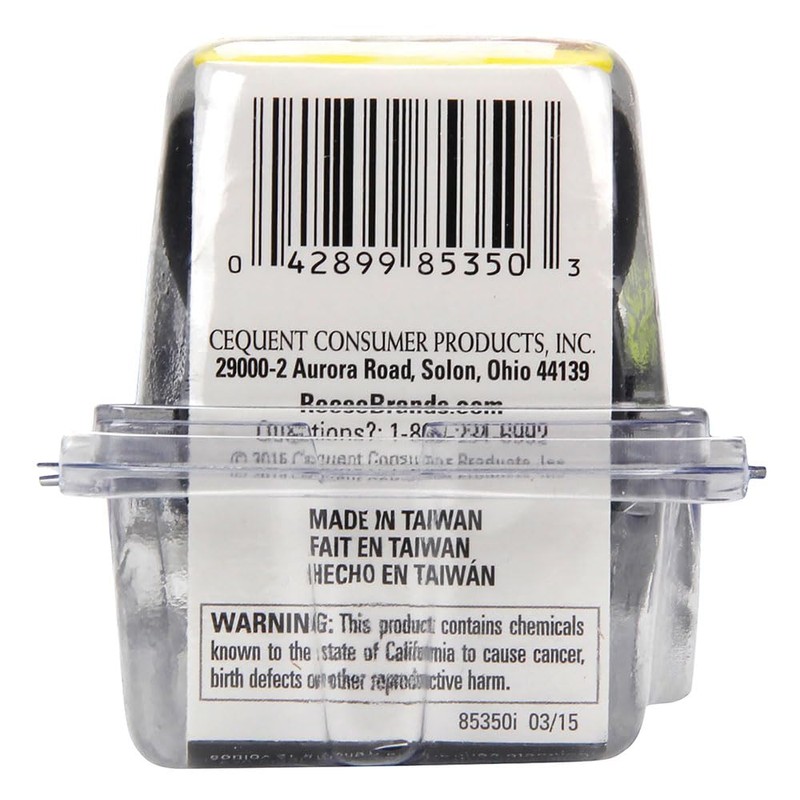 0 42899 85350 3
CEQUENT CONSUMER PRODUCTS, INC.
29000-2 Aurora Road, Solon, Ohio 44139
ReeseBrands.com
MADE IN TAIWAN
FAIT EN TAIWAN
HECHO EN TAIWÁN
WARNING: This product contains chemicals
known to the state of California to cause cancer,
birth defects or other reproductive harm.
85350i 03/15